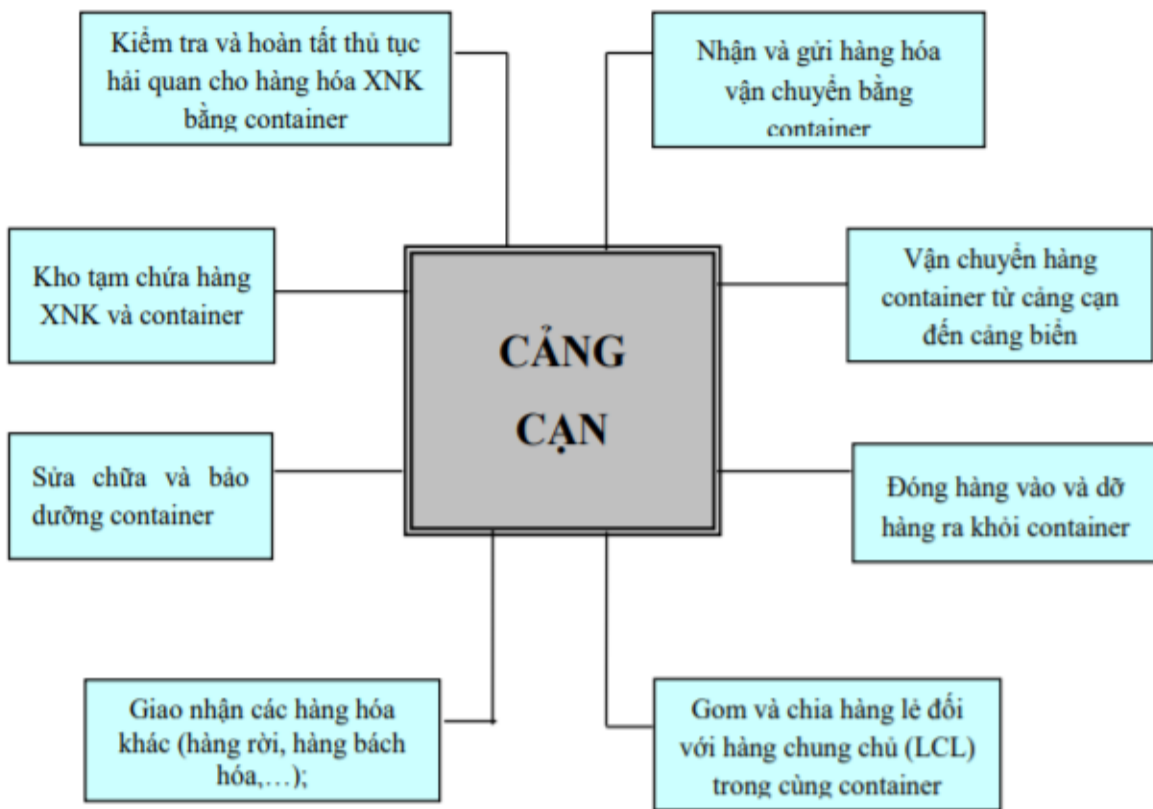 Kiểm tra và hoàn tất thủ tục
hải quan cho hàng hóa XNK
bằng container
Nhận và gửi hàng hóa
vận chuyển bằng
container
Kho tạm chứa hàng
XNK và container
Vận chuyển hàng
container từ cảng cạn
đến cảng biển
CẢNG
CẠN
Sửa chữa và bảo
dưỡng container
Đóng hàng vào và dỡ
hàng ra khỏi container
Giao nhận các hàng hóa
khác (hàng rời, hàng bách
hóa,…);
Gom và chia hàng lẻ đối
với hàng chung chủ (LCL)
trong cùng container